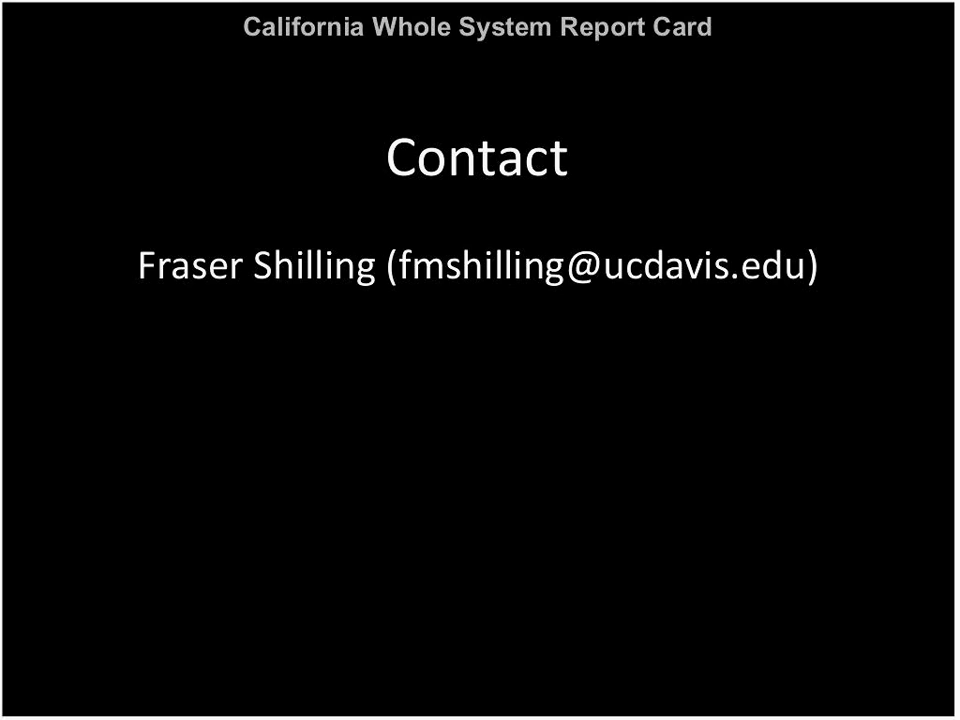 California Whole System Report Card
Contact
Fraser Shilling (fmshilling@ucdavis.edu)